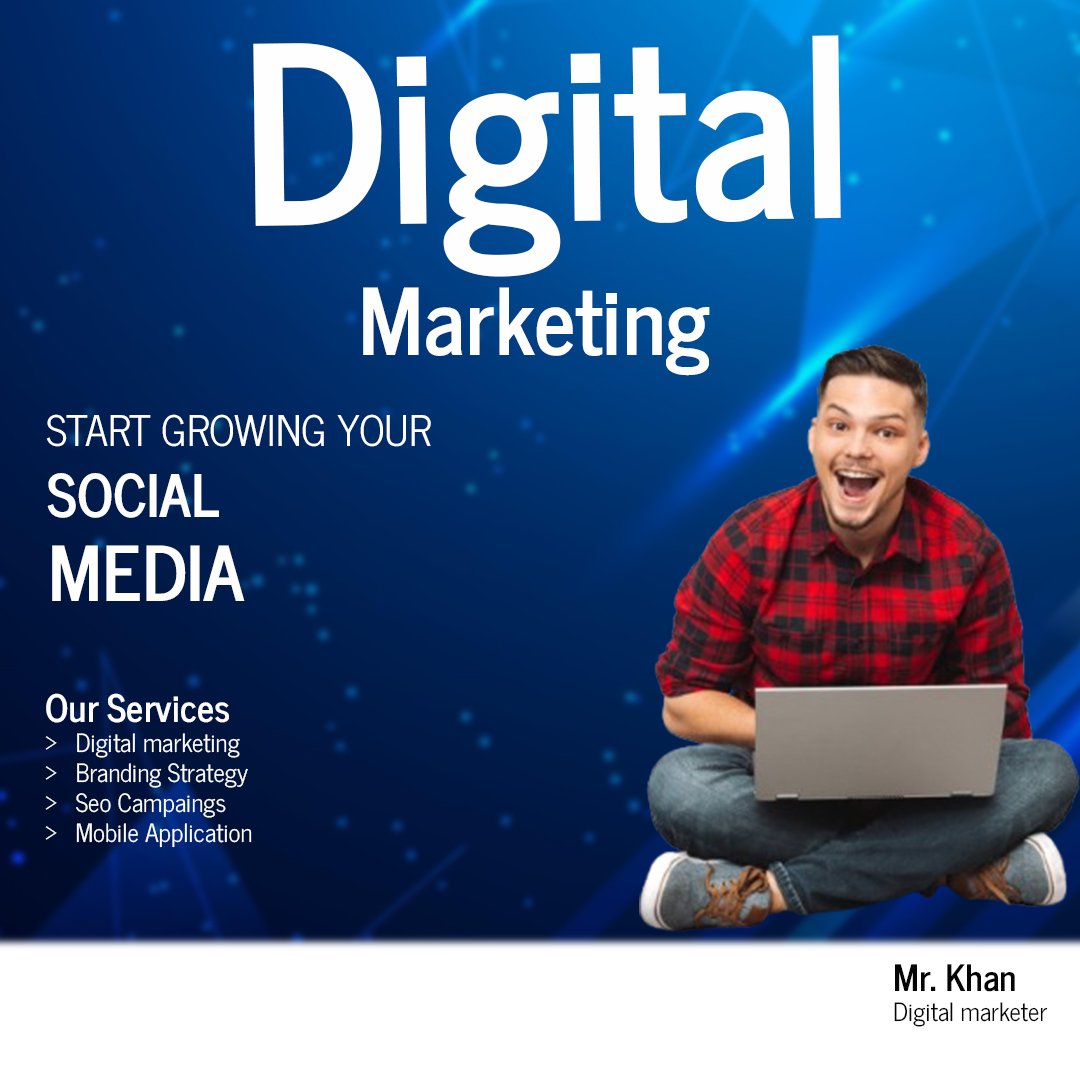 Digital
Marketing
START GROWING YOUR
SOCIAL
MEDIA
Our Services
> Digital marketing
> Branding Strategy
> Seo Campaings
> Mobile Application
Mr. Khan
Digital marketer